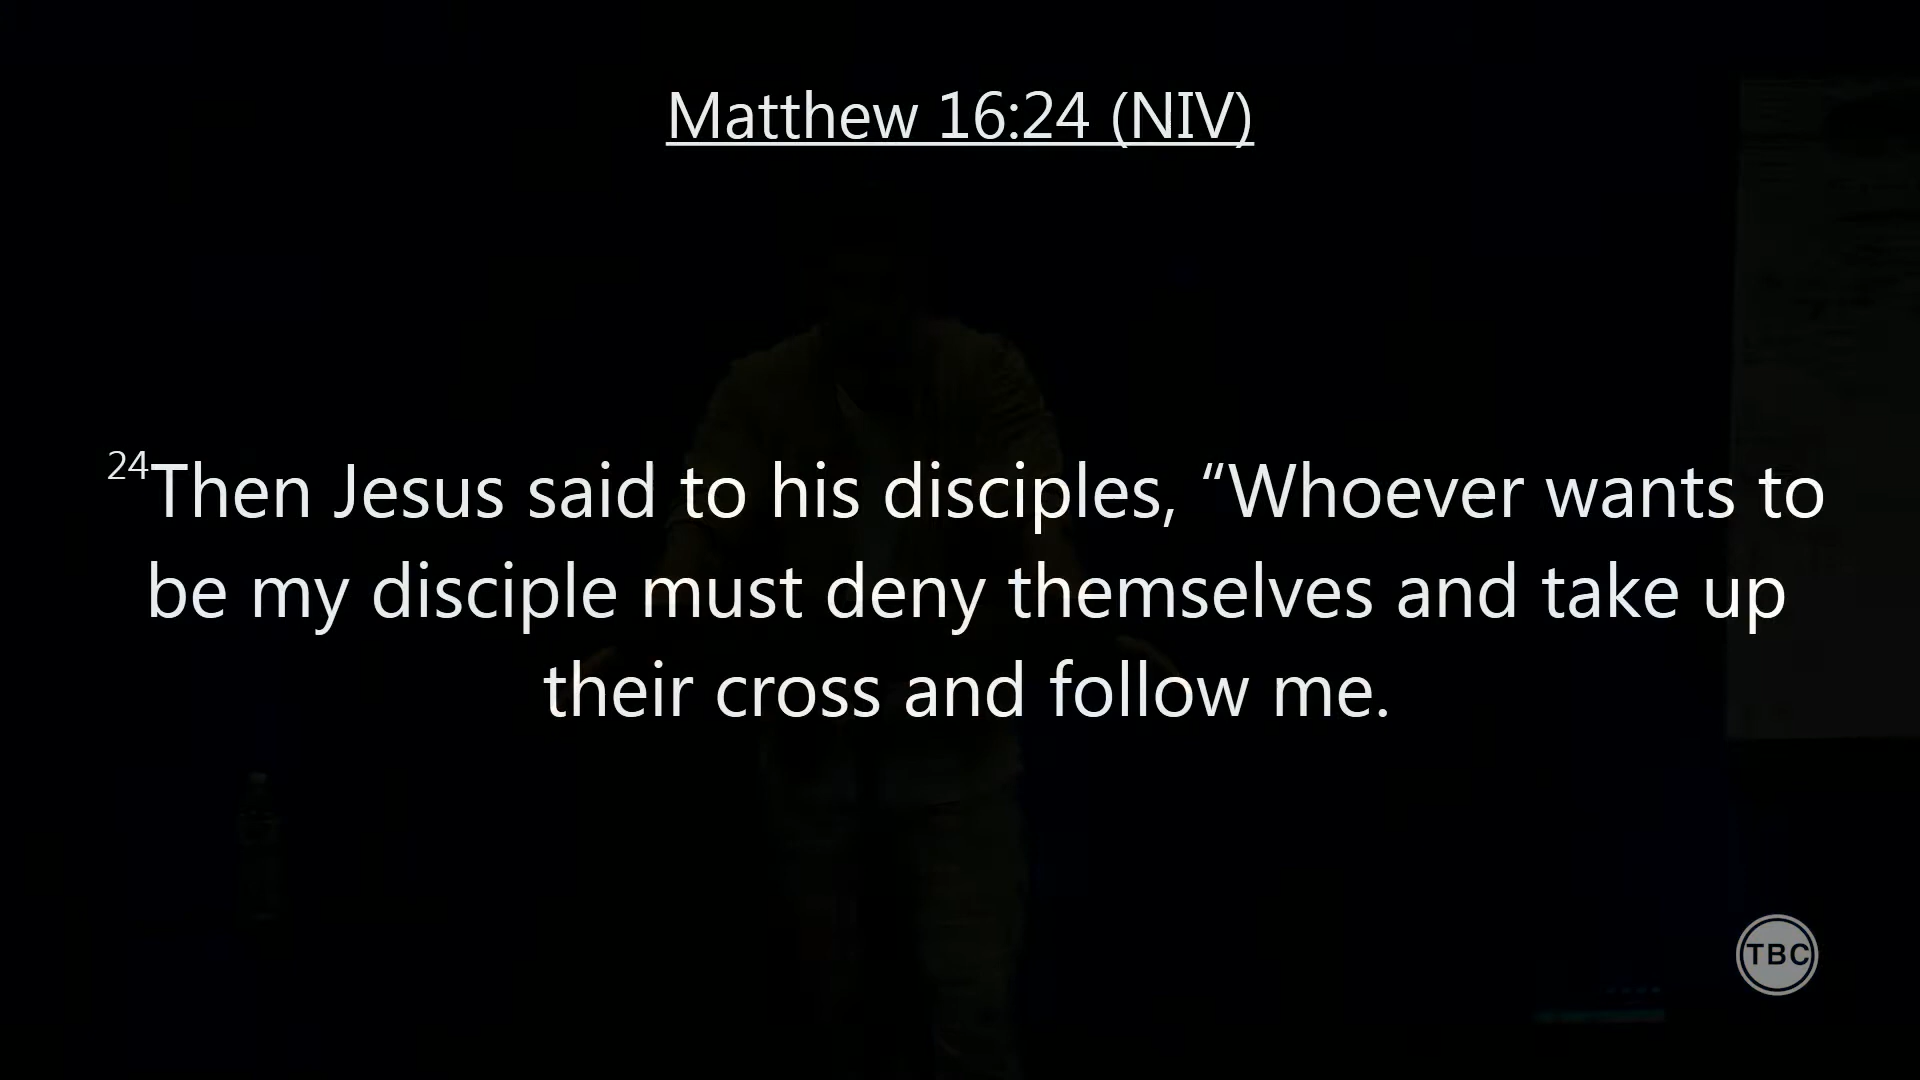 Matthew 16:24 (NIV)
24Then Jesus said to his disciples, “Whoever wants to
be my disciple must deny themselves and take up
their cross and follow me.
TBC